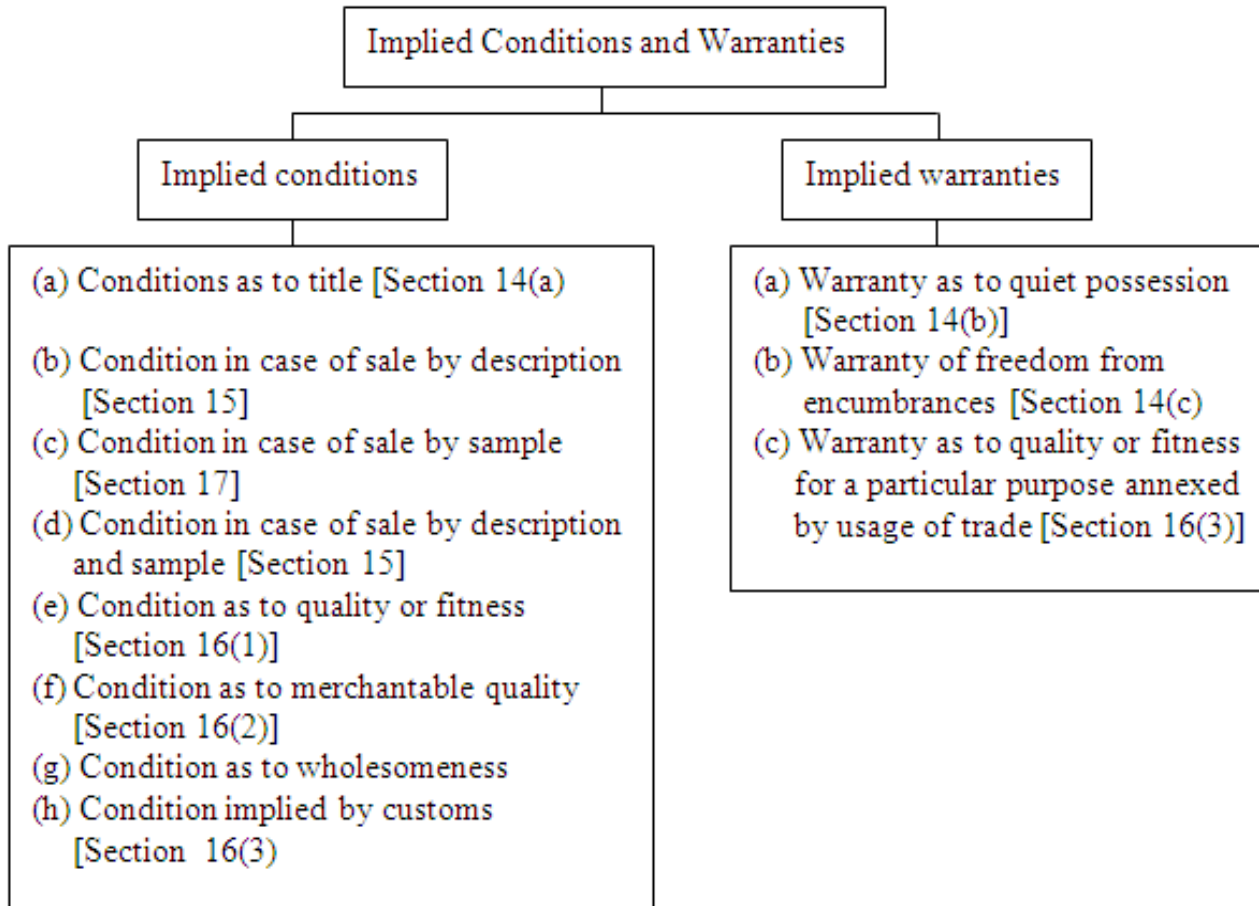 Implied Conditions and Warranties
Implied conditions
Implied warranties
(a) Conditions as to title [Section 14(a)
(b) Condition in case of sale by description
[Section 15]
(c) Condition in case of sale by sample
[Section 17]
(d) Condition in case of sale by description
and sample [Section 15]
(e) Condition as to quality or fitness
[Section 16(1)]
(f) Condition as to merchantable quality
[Section 16(2)]
(g) Condition as to wholesomeness
(h) Condition implied by customs
[Section 16(3)
(a) Warranty as to quiet possession
[Section 14(b)]
(b) Warranty of freedom from
encumbrances [Section 14(c)
(c) Warranty as to quality or fitness
for a particular purpose annexed
by usage of trade [Section 16(3)]